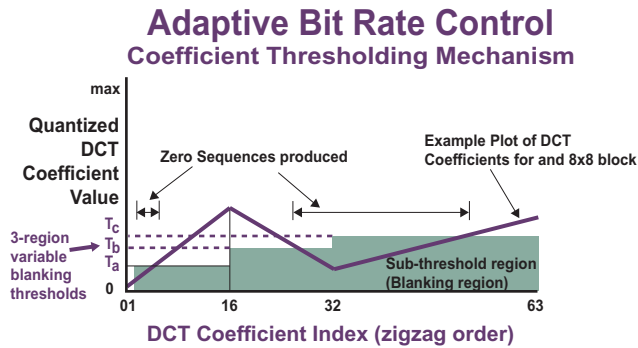 Adaptive Bit Rate Control
Coefficient Thresholding Mechanism
max
Quantized
DCT
Coefficient
Value
Zero Sequences produced
Example Plot of DCT
Coefficients for and 8x8 block
3-region
variable
blanking
thresholds
Tc
Tb
Ta
0
Sub-threshold region
(Blanking region)
01
16
32
63
DCT Coefficient Index (zigzag order)